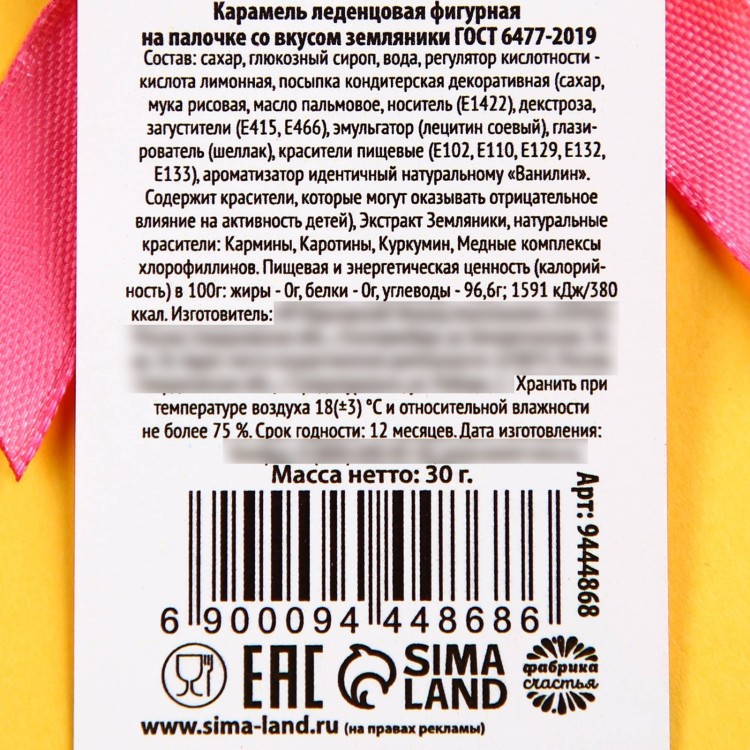 Карамель леденцовая фигурная
на палочке со вкусом земляники ГОСТ 6477-2019
Состав: сахар, глюкозный сироп, вода, регулятор кислотности -
кислота лимонная, посыпка кондитерская декоративная (сахар,
мука рисовая, масло пальмовое, носитель (Е1422), декстроза,
загустители (Е415, Е466), эмульгатор (лецитин соевый), глази-
рователь (шеллак), красители пищевые (Е102, Е110, Е129, Е132,
Е133), ароматизатор идентичный натуральному «Ванилин».
Содержит красители, которые могут оказывать отрицательное
влияние на активность детей), Экстракт Земляники, натуральные
красители: Кармины, Каротины, Куркумин, Медные комплексы
хлорофиллинов. Пищевая и энергетическая ценность (калорий-
ность) в 100г: жиры - 0г, белки - 0г, углеводы - 96,6г; 1591 кДж/380
ккал. Изготовитель:
Хранить при
температуре воздуха 18(±3) °С и относительной влажности
не более 75 %. Срок годности: 12 месяцев. Дата изготовления:
Масса нетто: 30 г.
Арт: 9444868
6 900094 448686
EAC
SIMA
LAND
фабрика
счастья
www.sima-land.ru (на правах рекламы)